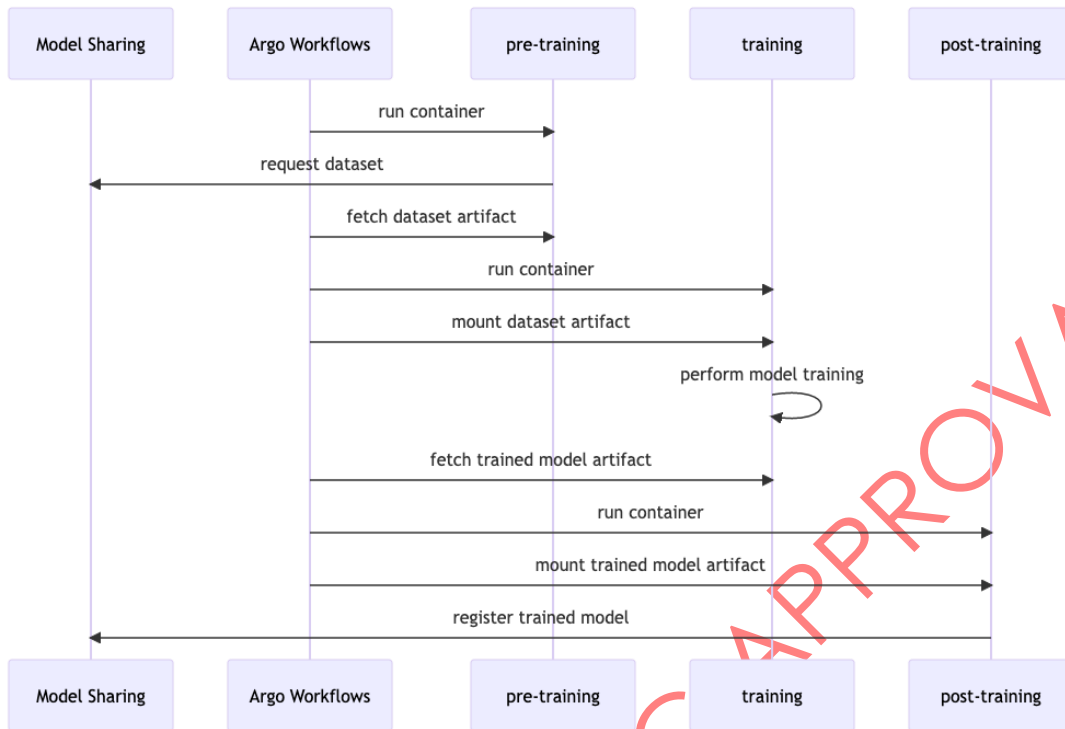 Model Sharing
Argo Workflows
pre-training
training
post-training
run container
request dataset
fetch dataset artifact
run container
mount dataset artifact
perform model training
fetch trained model artifact
run container
mount trained model artifact
register trained model
APPROVA
Model Sharing
Argo Workflows
pre-training
training
post-training